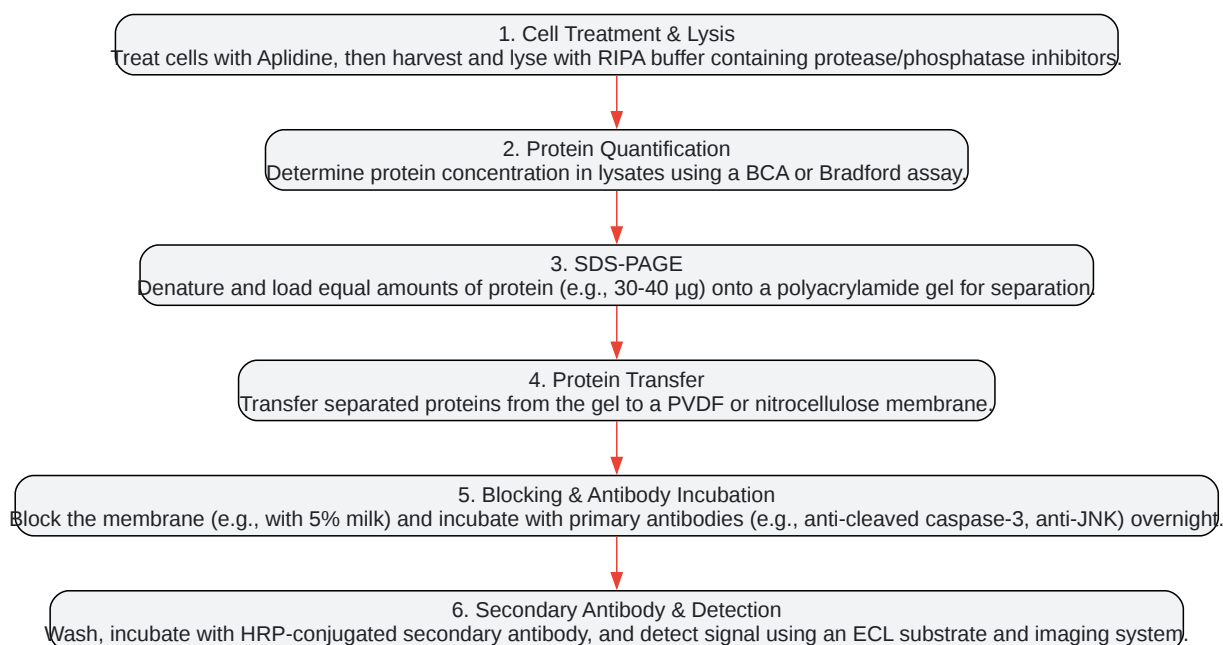 1. Cell Treatment & Lysis
Treat cells with Aplidine, then harvest and lyse with RIPA buffer containing protease/phosphatase inhibitors.
2. Protein Quantification
Determine protein concentration in lysates using a BCA or Bradford assay.
3. SDS-PAGE
Denature and load equal amounts of protein (e.g., 30-40 µg) onto a polyacrylamide gel for separation.
4. Protein Transfer
Transfer separated proteins from the gel to a PVDF or nitrocellulose membrane.
5. Blocking & Antibody Incubation
Block the membrane (e.g., with 5% milk) and incubate with primary antibodies (e.g., anti-cleaved caspase-3, anti-JNK) overnight.
6. Secondary Antibody & Detection
Wash, incubate with HRP-conjugated secondary antibody, and detect signal using an ECL substrate and imaging system.